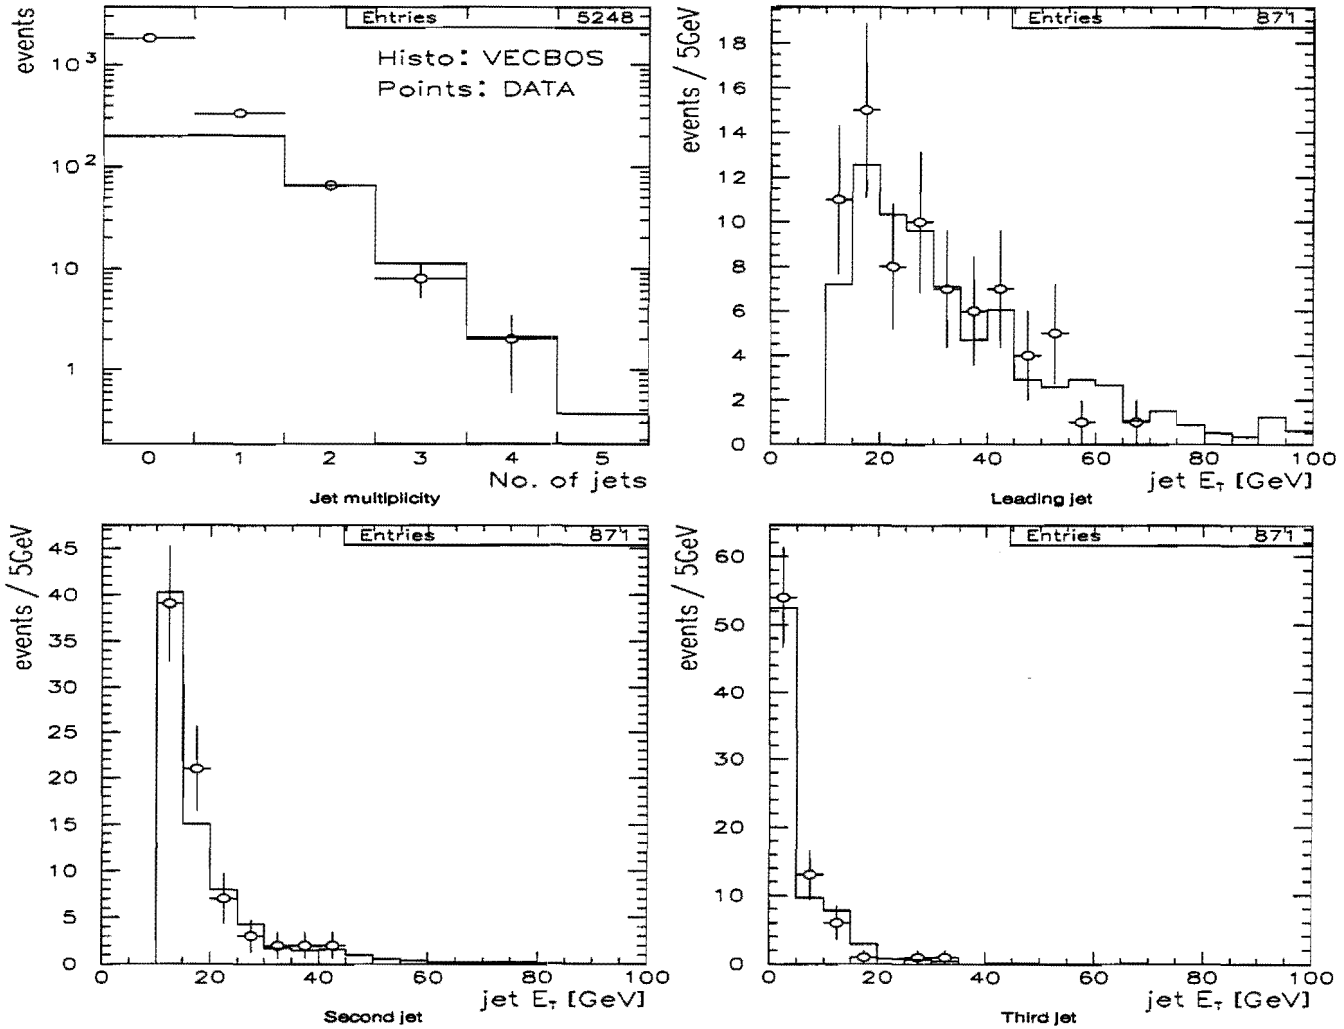 Entries 5248
events
Histo: VECBOS
Points: DATA
10³
10²
10
1
0 1 2 3 4 5
No. of jets
Jet multiplicity
Entries 871
events / 5GeV
18
16
14
12
10
8
6
4
2
0
0 20 40 60 80 100
jet E_T [GeV]
Leading jet
Entries 871
events / 5GeV
45
40
35
30
25
20
15
10
5
0
0 20 40 60 80 100
jet E_T [GeV]
Second jet
Entries 871
events / 5GeV
60
50
40
30
20
10
0
0 20 40 60 80 100
jet E_T [GeV]
Third jet